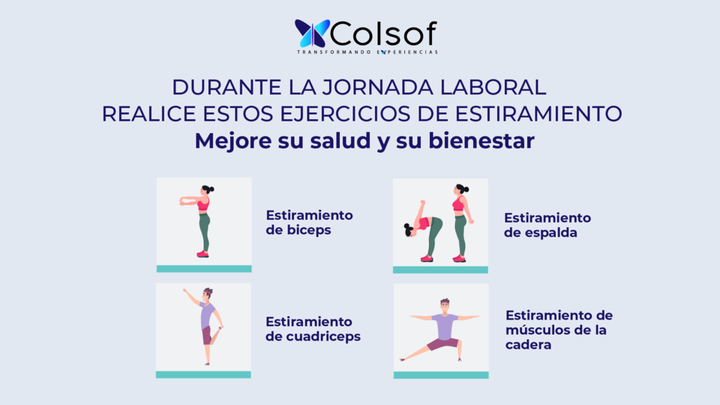 Colsof
TRANSFORMANDO EXPERIENCIAS
DURANTE LA JORNADA LABORAL
REALICE ESTOS EJERCICIOS DE ESTIRAMIENTO
Mejore su salud y su bienestar
Estiramiento
de biceps
Estiramiento
de espalda
Estiramiento
de cuadriceps
Estiramiento de
músculos de la
cadera